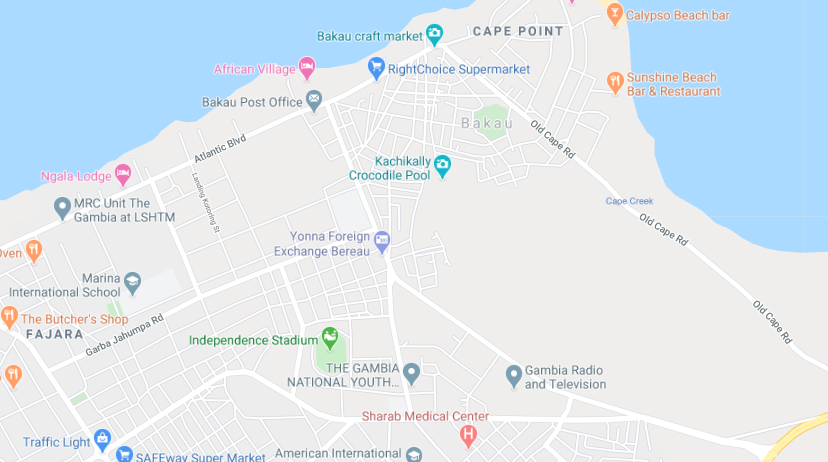 Calypso Beach bar
CAPE POINT
Bakau craft market
African Village
RightChoice Supermarket
Sunshine Beach
Bar & Restaurant
Bakau Post Office
Bakau
Old Cape Rd
Atlantic Blvd
Kachikally
Crocodile Pool
Ngala Lodge
Landing Kotoring St
MRC Unit The
Gambia at LSHTM
Cape Creek
Old Cape Rd
Yonna Foreign
Exchange Bereau
Oven
Marina
International School
The Butcher's Shop
FAJARA
Garba Jahumpa Rd
Old Cape Rd
Independence Stadium
THE GAMBIA
NATIONAL YOUTH...
Gambia Radio
and Television
Sharab Medical Center
Traffic Light
SAFEway Super Market
American International